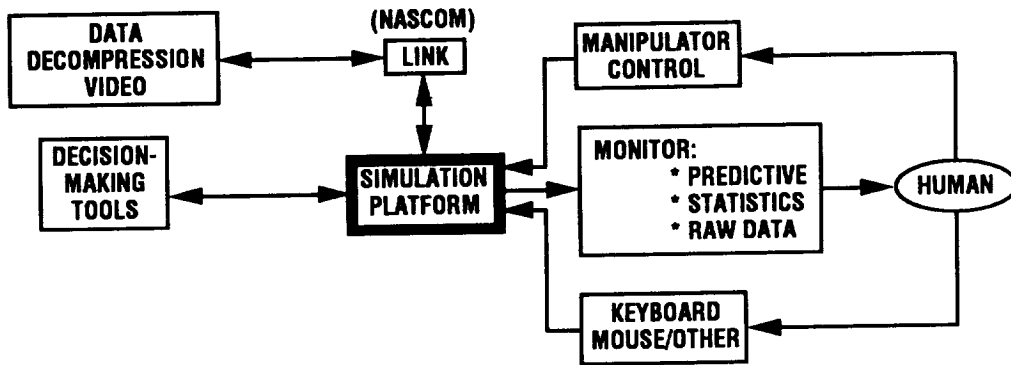 DATA
DECOMPRESSION
VIDEO
(NASCOM)
LINK
MANIPULATOR
CONTROL
DECISION-
MAKING
TOOLS
SIMULATION
PLATFORM
MONITOR:
* PREDICTIVE
* STATISTICS
* RAW DATA
HUMAN
KEYBOARD
MOUSE/OTHER